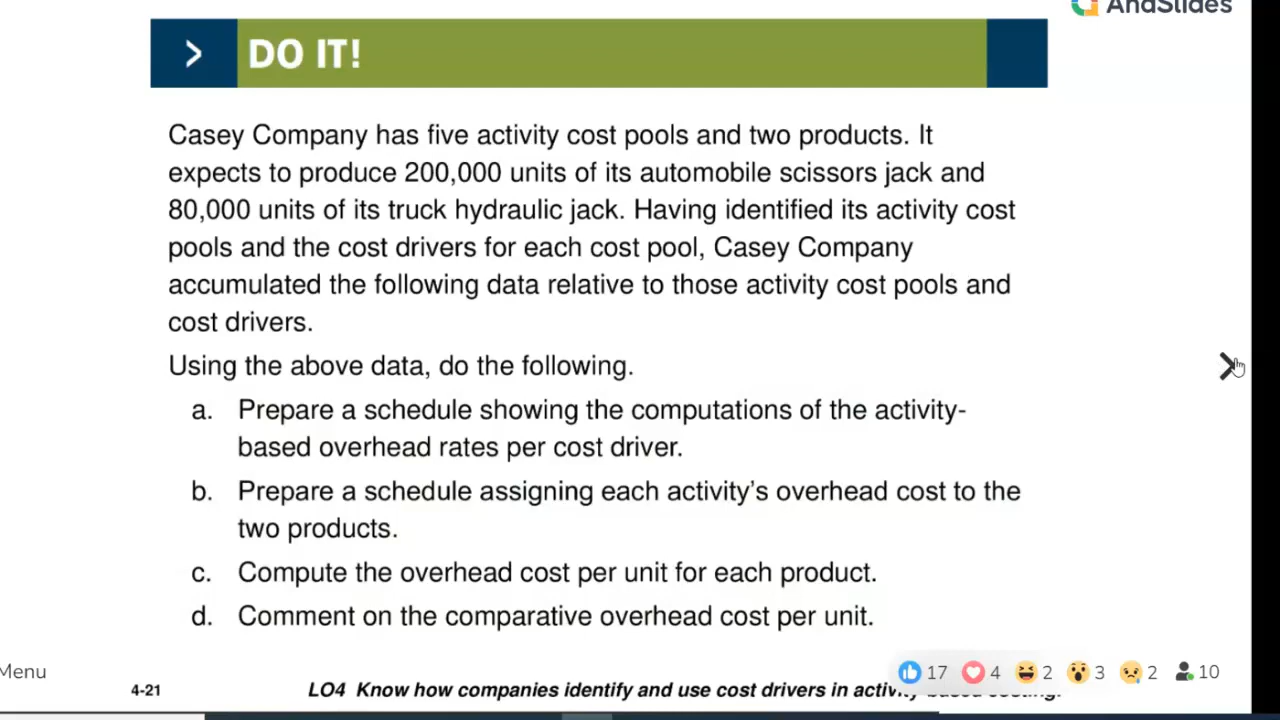 AndSlides
> DO IT!
Casey Company has five activity cost pools and two products. It
expects to produce 200,000 units of its automobile scissors jack and
80,000 units of its truck hydraulic jack. Having identified its activity cost
pools and the cost drivers for each cost pool, Casey Company
accumulated the following data relative to those activity cost pools and
cost drivers.
Using the above data, do the following.
a. Prepare a schedule showing the computations of the activity-
based overhead rates per cost driver.
b. Prepare a schedule assigning each activity’s overhead cost to the
two products.
c. Compute the overhead cost per unit for each product.
d. Comment on the comparative overhead cost per unit.
Menu
17 4 2 3 2 10
4-21 LO4 Know how companies identify and use cost drivers in activity-based costing.